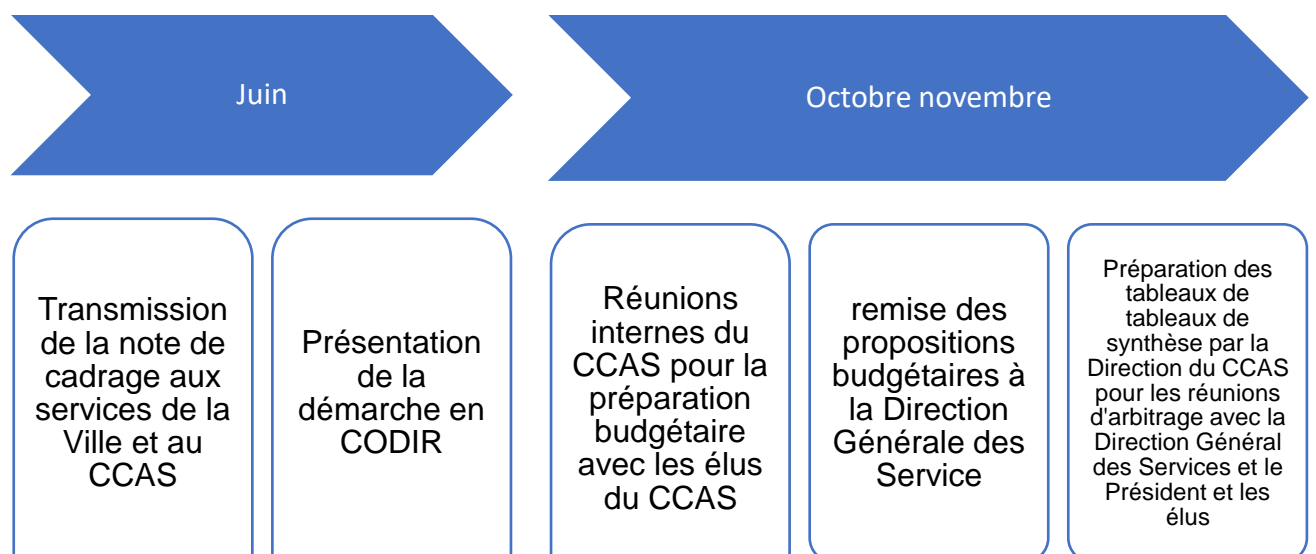 Juin
Octobre novembre
Transmission
de la note de
cadrage aux
services de la
Ville et au
CCAS
Présentation
de la
démarche en
CODIR
Réunions
internes du
CCAS pour la
préparation
budgétaire
avec les élus
du CCAS
remise des
propositions
budgétaires à
la Direction
Générale des
Service
Préparation des
tableaux de
tableaux de
synthèse par la
Direction du CCAS
pour les réunions
d'arbitrage avec la
Direction Général
des Services et le
Président et les
élus